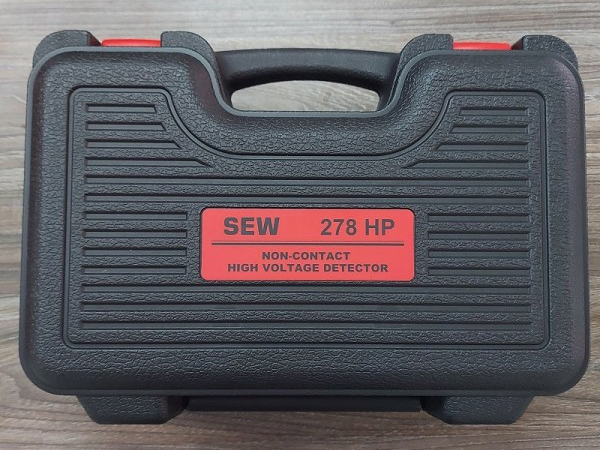 SEW 278 HP
NON-CONTACT
HIGH VOLTAGE DETECTOR